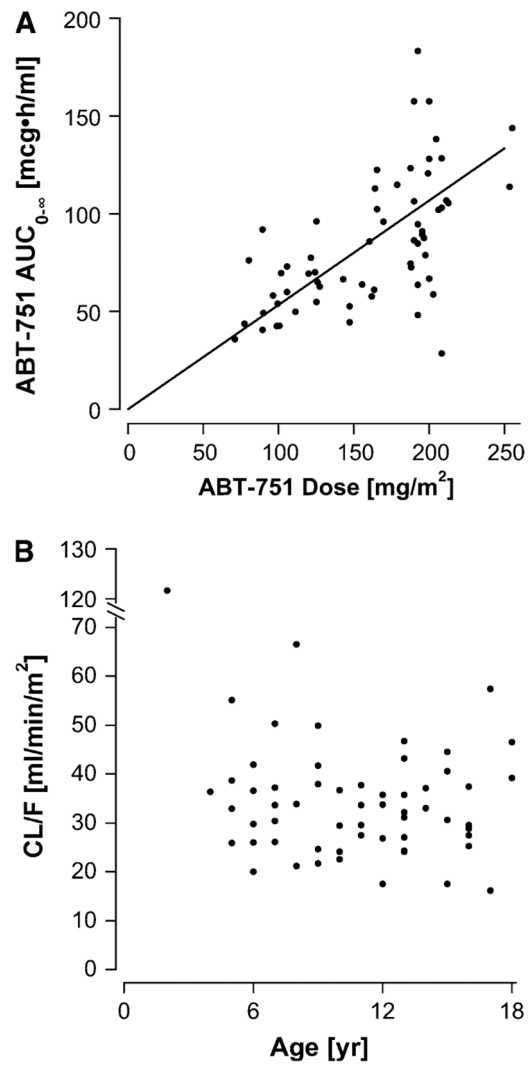 A
200
150
100
50
0
ABT-751 AUC0-∞ [mcg•h/ml]
0 50 100 150 200 250
ABT-751 Dose [mg/m²]
B
130
120
70
60
50
40
30
20
10
0
CL/F [ml/min/m²]
0 6 12 18
Age [yr]